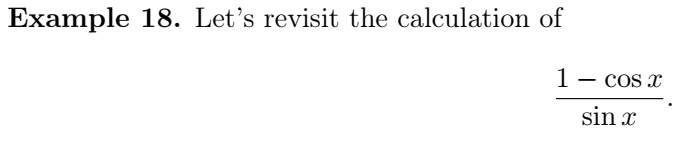 Example 18. Let's revisit the calculation of
1 − cos x
sin x .